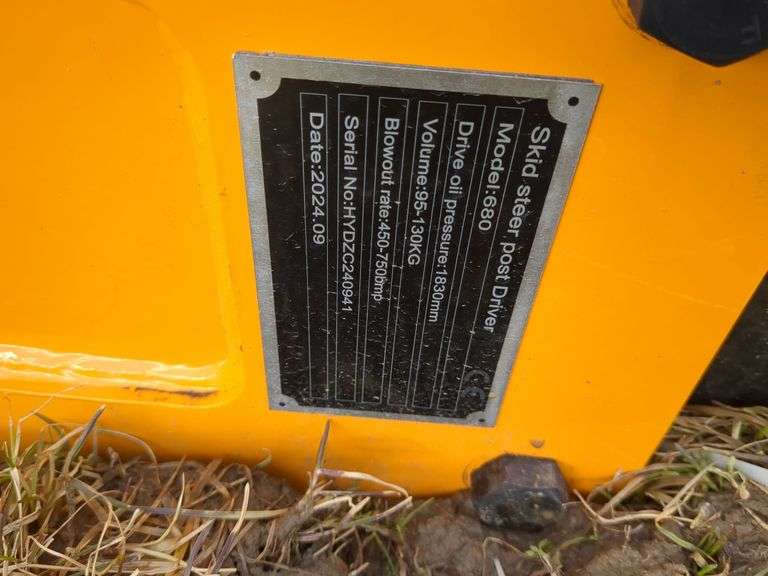 Skid steer post Driver
Model:680
Drive oil pressure:1830mm
Volume:95-130KG
Blowout rate:450-750bmp
Serial No:HYDZC240941
Date:2024.09
CE